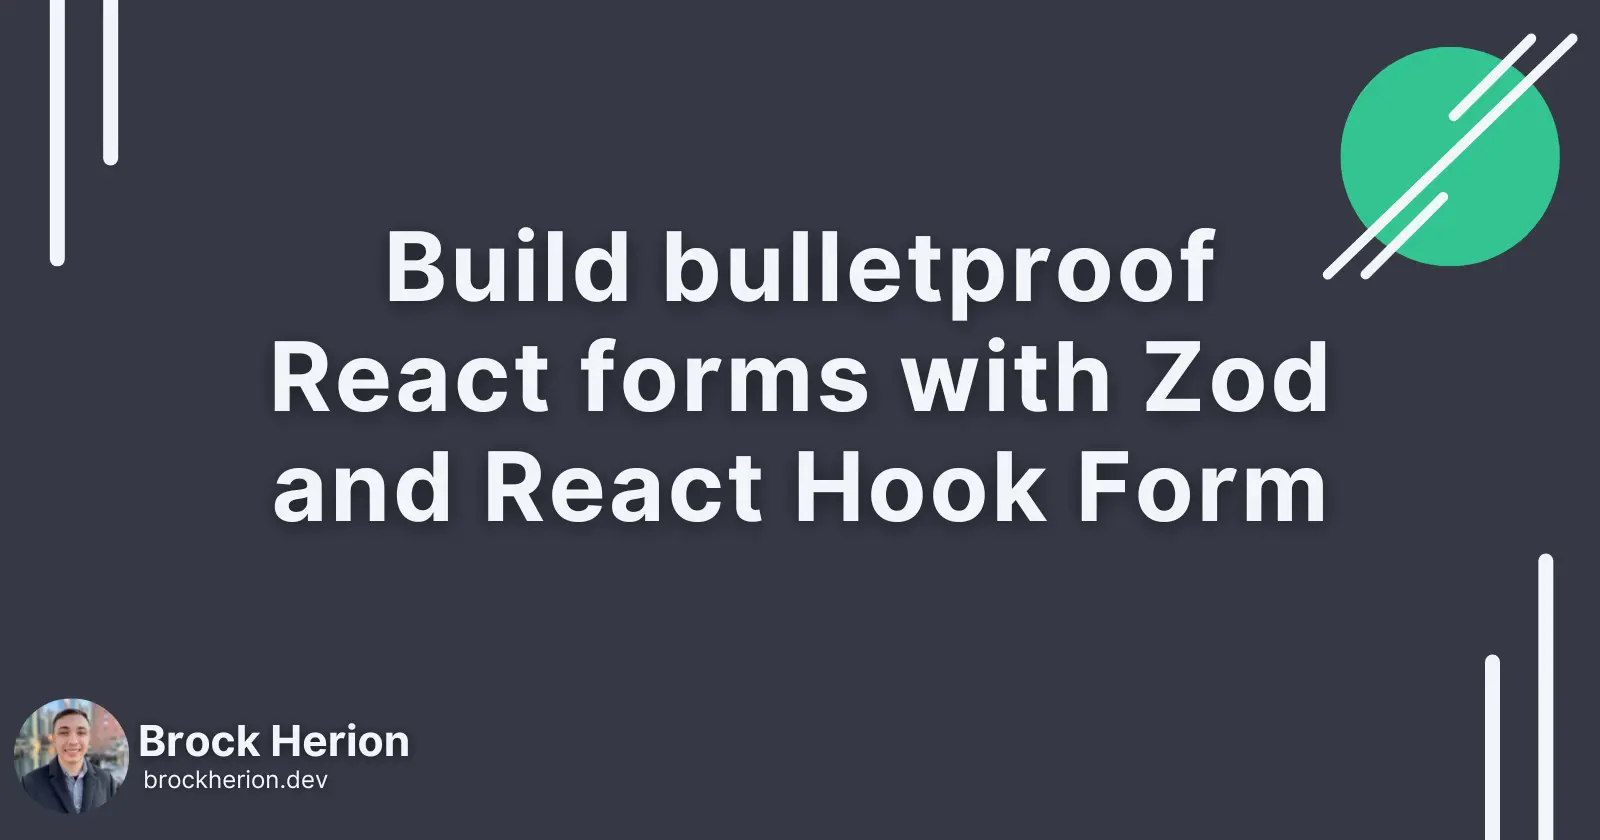 Build bulletproof
React forms with Zod
and React Hook Form
Brock Herion
brockherion.dev